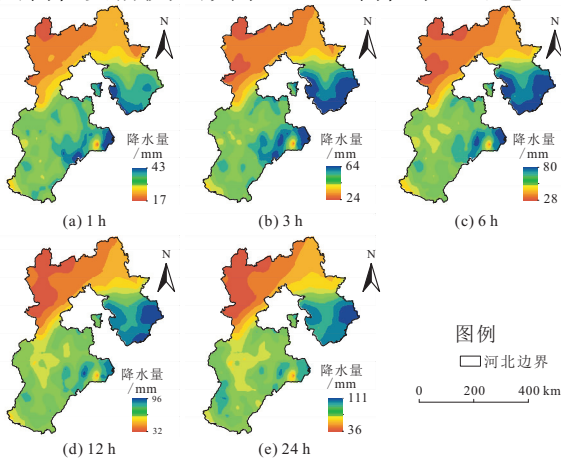 N
N
N
降水量
/mm
43
17
降水量
/mm
64
24
降水量
/mm
80
28
(a) 1 h
(b) 3 h
(c) 6 h
N
N
降水量
/mm
96
32
降水量
/mm
111
36
图例
河北边界
0 200 400 km
(d) 12 h
(e) 24 h